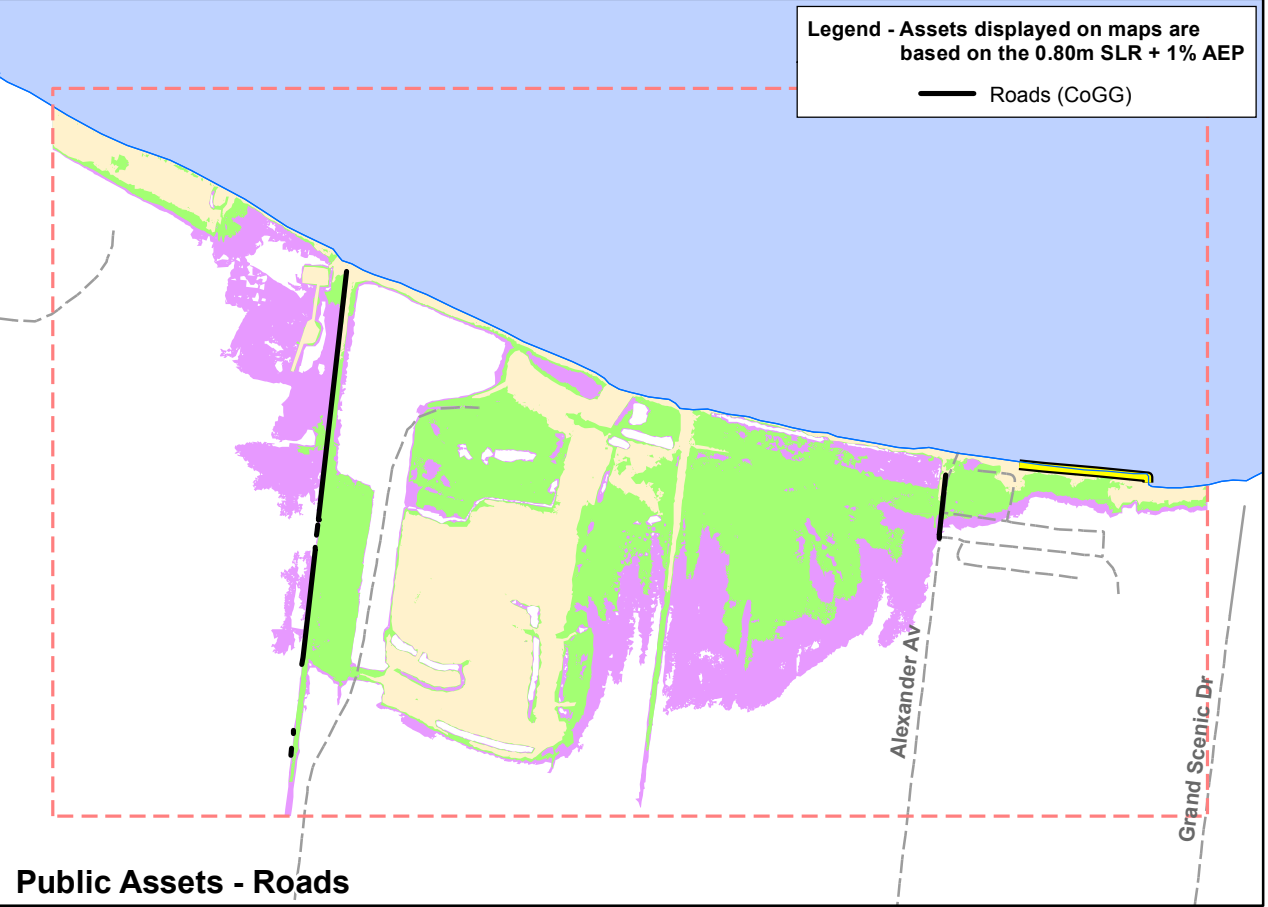 Legend - Assets displayed on maps are
based on the 0.80m SLR + 1% AEP
Roads (CoGG)
Alexander Av
Grand Scenic Dr
Public Assets - Roads